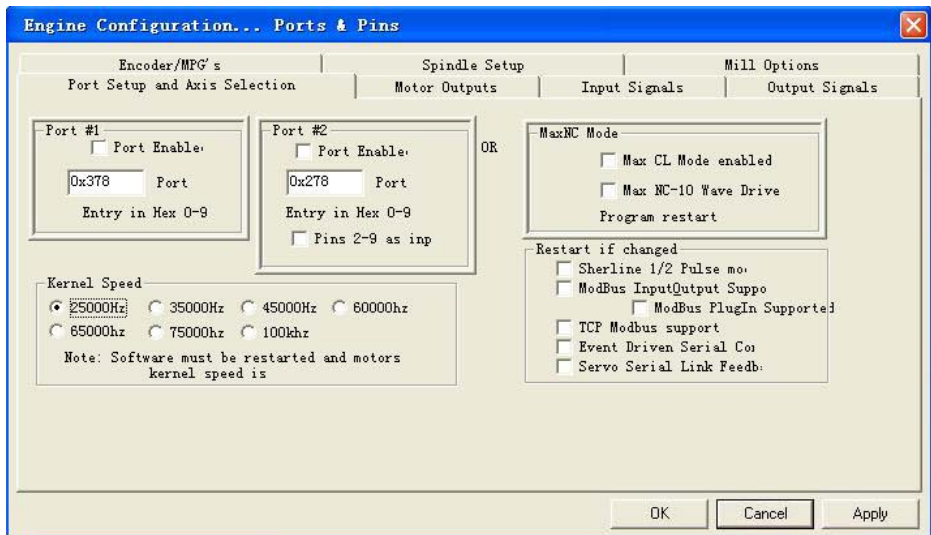 Engine Configuration... Ports & Pins
Encoder/MPG's
Spindle Setup
Mill Options
Port Setup and Axis Selection
Motor Outputs
Input Signals
Output Signals
Port #1
Port Enable
0x378 Port
Entry in Hex 0-9
Port #2
Port Enable
0x278 Port
Entry in Hex 0-9
Pins 2-9 as inp
OR
MaxNC Mode
Max CL Mode enabled
Max NC-10 Wave Drive
Program restart
Restart if changed
Sherline 1/2 Pulse mo
ModBus InputOutput Suppo
ModBus PlugIn Supported
TCP Modbus support
Event Driven Serial Co
Servo Serial Link Feedb
Kernel Speed
25000Hz 35000Hz 45000Hz 60000hz
65000hz 75000hz 100khz
Note: Software must be restarted and motors
kernel speed is
OK
Cancel
Apply